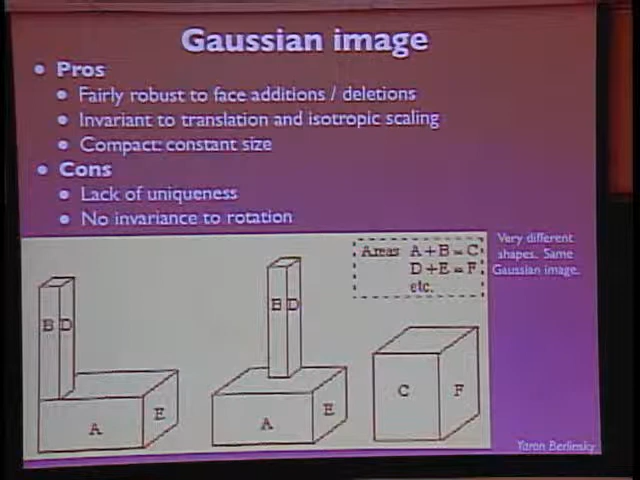 Gaussian image
• Pros
• Fairly robust to face additions / deletions
• Invariant to translation and isotropic scaling
• Compact: constant size
• Cons
• Lack of uniqueness
• No invariance to rotation
Very different
shapes. Same
Gaussian image.
Areas A+B=C
D+E=F
etc.
B D
A
E
B D
A
E
C
F
Yaron Berlinsky